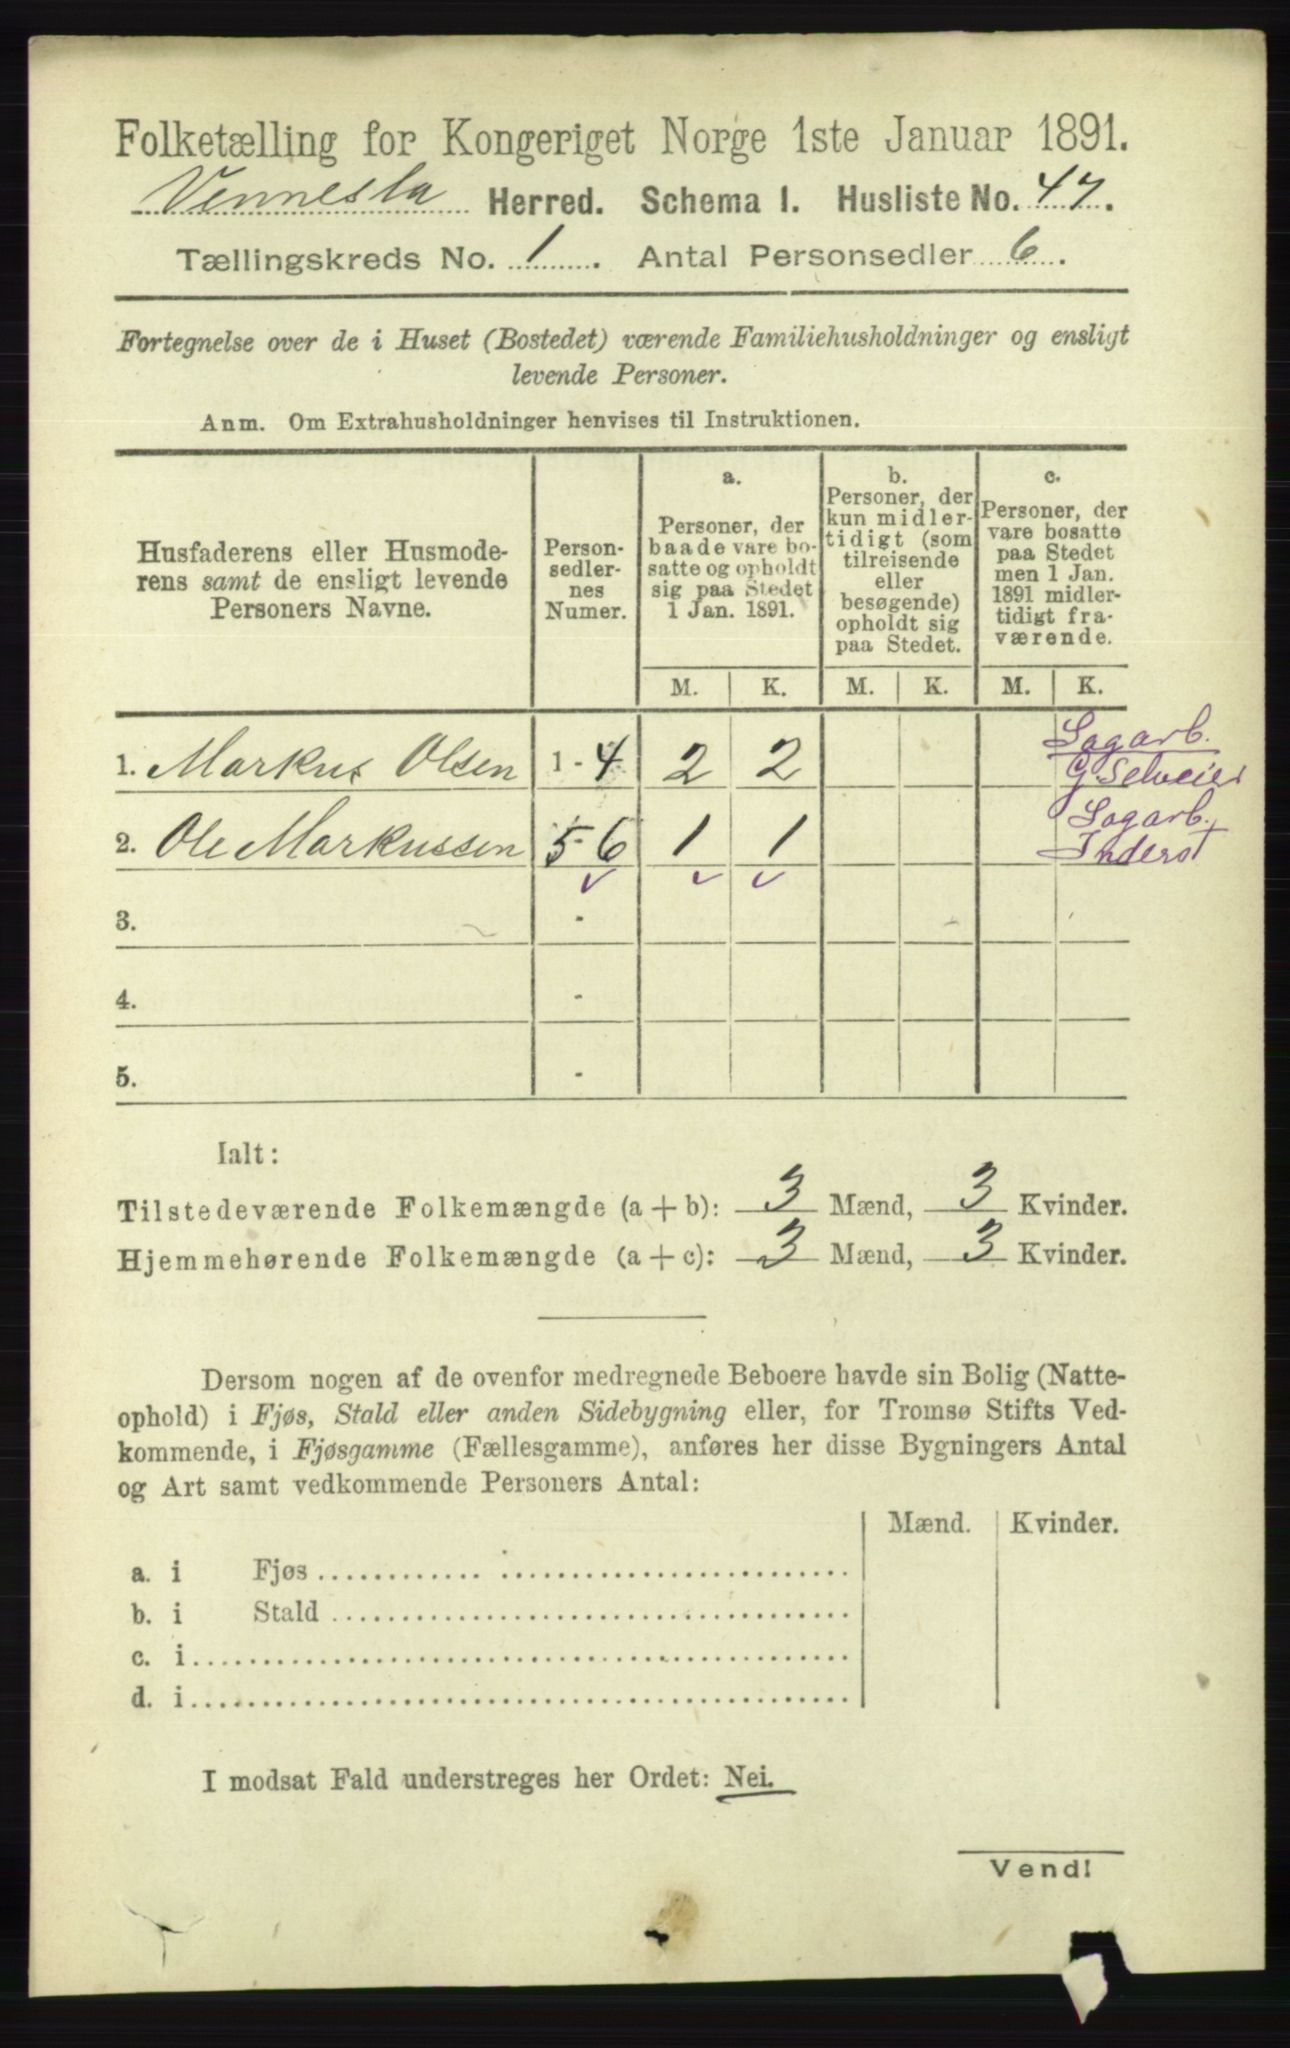 Folketælling for Kongeriget Norge 1ste Januar 1891.
Vennesla Herred. Schema 1. Husliste No. 47.
Tællingskreds No. 1. Antal Personsedler 6.
Fortegnelse over de i Huset (Bostedet) værende Familiehusholdninger og ensligt
levende Personer.
Anm. Om Extrahusholdninger henvises til Instruktionen.
Husfaderens eller Husmode-
rens samt de ensligt levende
Personers Navne.
Person-
sedler-
nes
Numer.
a.
Personer, der
baade vare bo-
satte og opholdt
sig paa Stedet
1 Jan. 1891.
b.
Personer, der
kun midler-
tidigt (som
tilreisende
eller
besøgende)
opholdt sig
paa Stedet.
c.
Personer, der
vare bosatte
paa Stedet
men 1 Jan.
1891 midler-
tidigt fra-
værende.
M. K. M. K. M. K.
1. Markus Olsen 1 - 4 2 2 Sagarb.
G. Selveier
2. Ole Markussen 5 - 6 1 1 Sagarb.
Inderst
3. -
4. -
5. -
Ialt:
Tilstedeværende Folkemængde (a + b): 3 Mænd, 3 Kvinder.
Hjemmehørende Folkemængde (a + c): 3 Mænd, 3 Kvinder.
Dersom nogen af de ovenfor medregnede Beboere havde sin Bolig (Natte-
ophold) i Fjøs, Stald eller anden Sidebygning eller, for Tromsø Stifts Ved-
kommende, i Fjøsgamme (Fællesgamme), anføres her disse Bygningers Antal
og Art samt vedkommende Personers Antal:
Mænd. Kvinder.
a. i Fjøs
b. i Stald
c. i
d. i
I modsat Fald understreges her Ordet: Nei.
Vend!